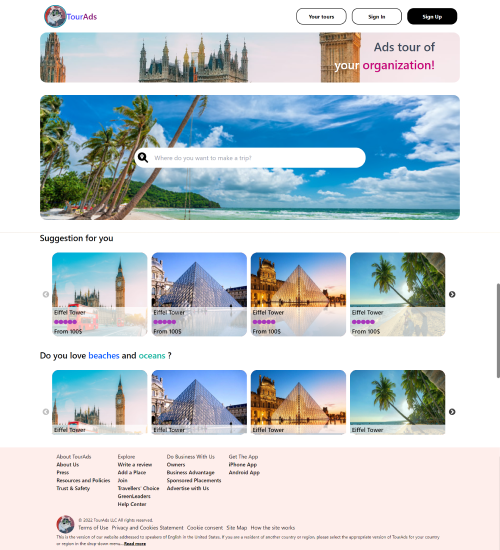 TourAds
Your tours
Sign In
Sign Up
Ads tour of
your organization!
Where do you want to make a trip?
Suggestion for you
Eiffel Tower
From 100$
Eiffel Tower
From 100$
Eiffel Tower
From 100$
Eiffel Tower
From 100$
Do you love beaches and oceans ?
Eiffel Tower
Eiffel Tower
Eiffel Tower
Eiffel Tower
About TourAds
About Us
Press
Resources and Policies
Trust & Safety
Explore
Write a review
Add a Place
Join
Travellers' Choice
GreenLeaders
Help Center
Do Business With Us
Owners
Business Advantage
Sponsored Placements
Advertise with Us
Get The App
iPhone App
Android App
© 2022 TourAds LLC All rights reserved.
Terms of Use Privacy and Cookies Statement Cookie consent Site Map How the site works
This is the version of our website addressed to speakers of English in the United States. If you are a resident of another country or region, please select the appropriate version of TourAds for your country
or region in the drop-down menu... Read more